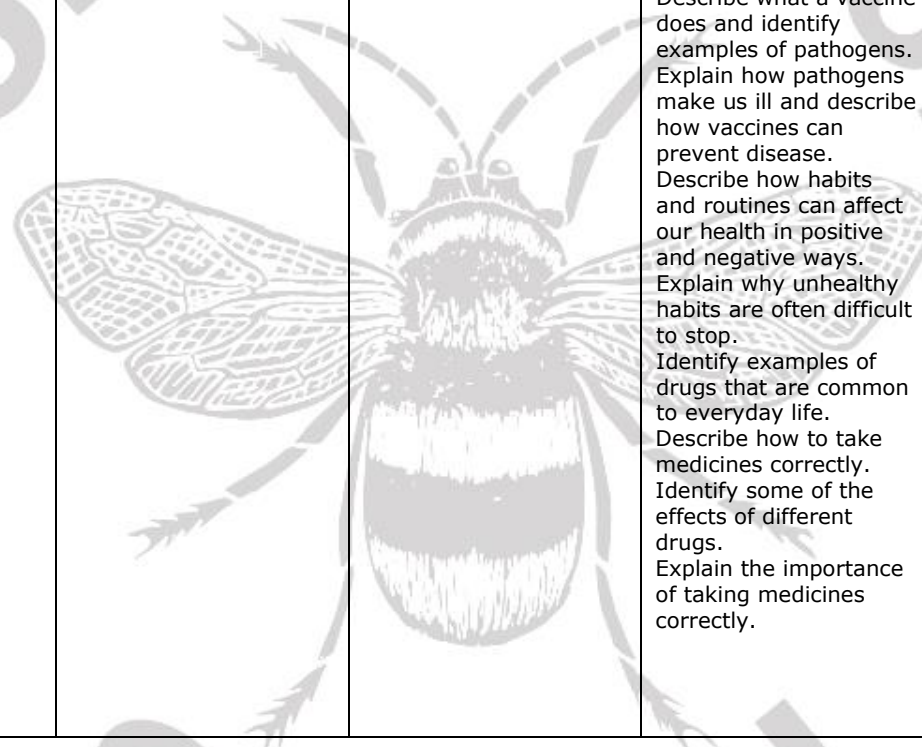 Describe what a vaccine
does and identify
examples of pathogens.
Explain how pathogens
make us ill and describe
how vaccines can
prevent disease.
Describe how habits
and routines can affect
our health in positive
and negative ways.
Explain why unhealthy
habits are often difficult
to stop.
Identify examples of
drugs that are common
to everyday life.
Describe how to take
medicines correctly.
Identify some of the
effects of different
drugs.
Explain the importance
of taking medicines
correctly.